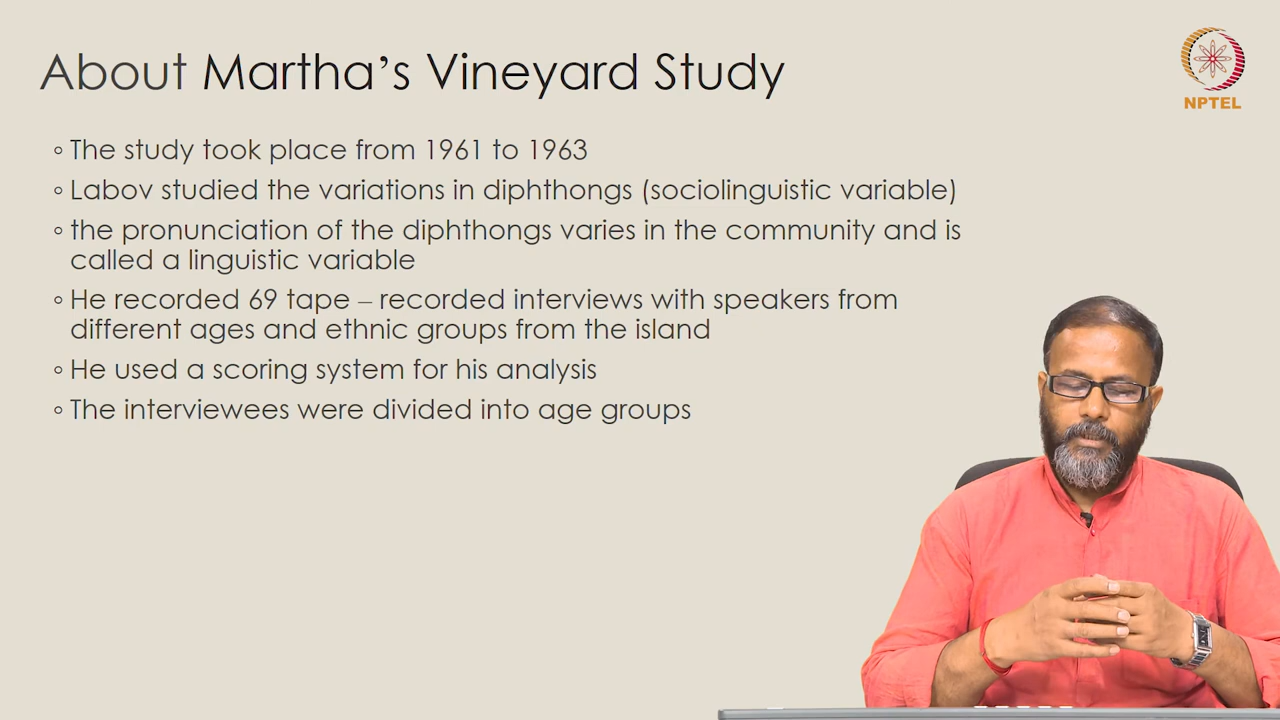 About Martha's Vineyard Study
NPTEL
◦ The study took place from 1961 to 1963
◦ Labov studied the variations in diphthongs (sociolinguistic variable)
◦ the pronunciation of the diphthongs varies in the community and is
called a linguistic variable
◦ He recorded 69 tape – recorded interviews with speakers from
different ages and ethnic groups from the island
◦ He used a scoring system for his analysis
◦ The interviewees were divided into age groups